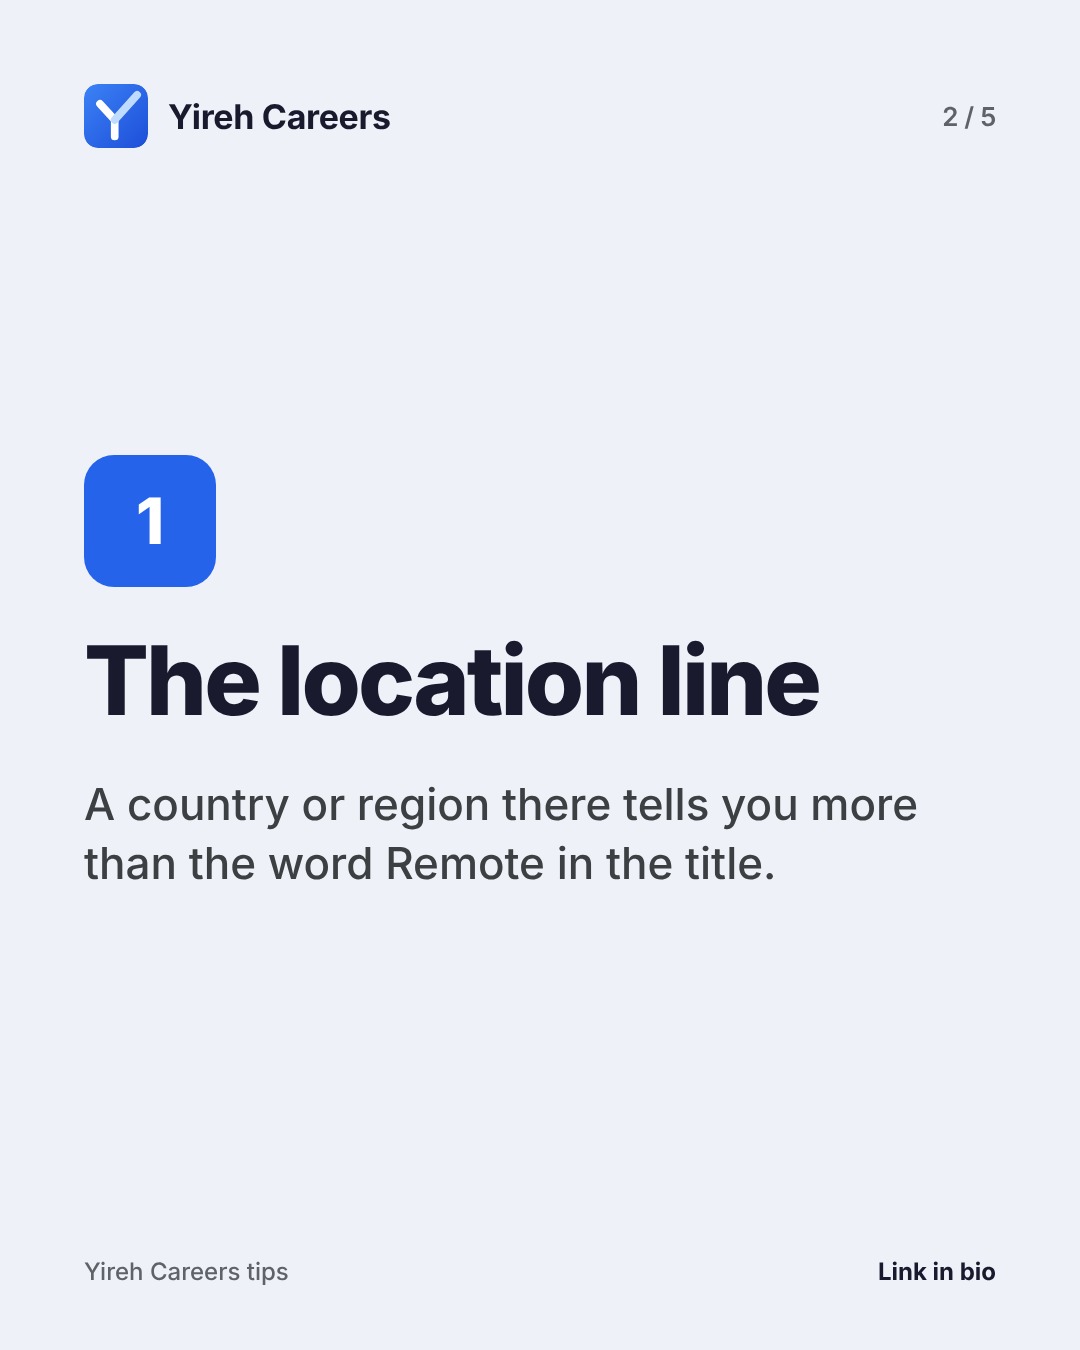 Yireh Careers
2 / 5
1
The location line
A country or region there tells you more
than the word Remote in the title.
Yireh Careers tips
Link in bio